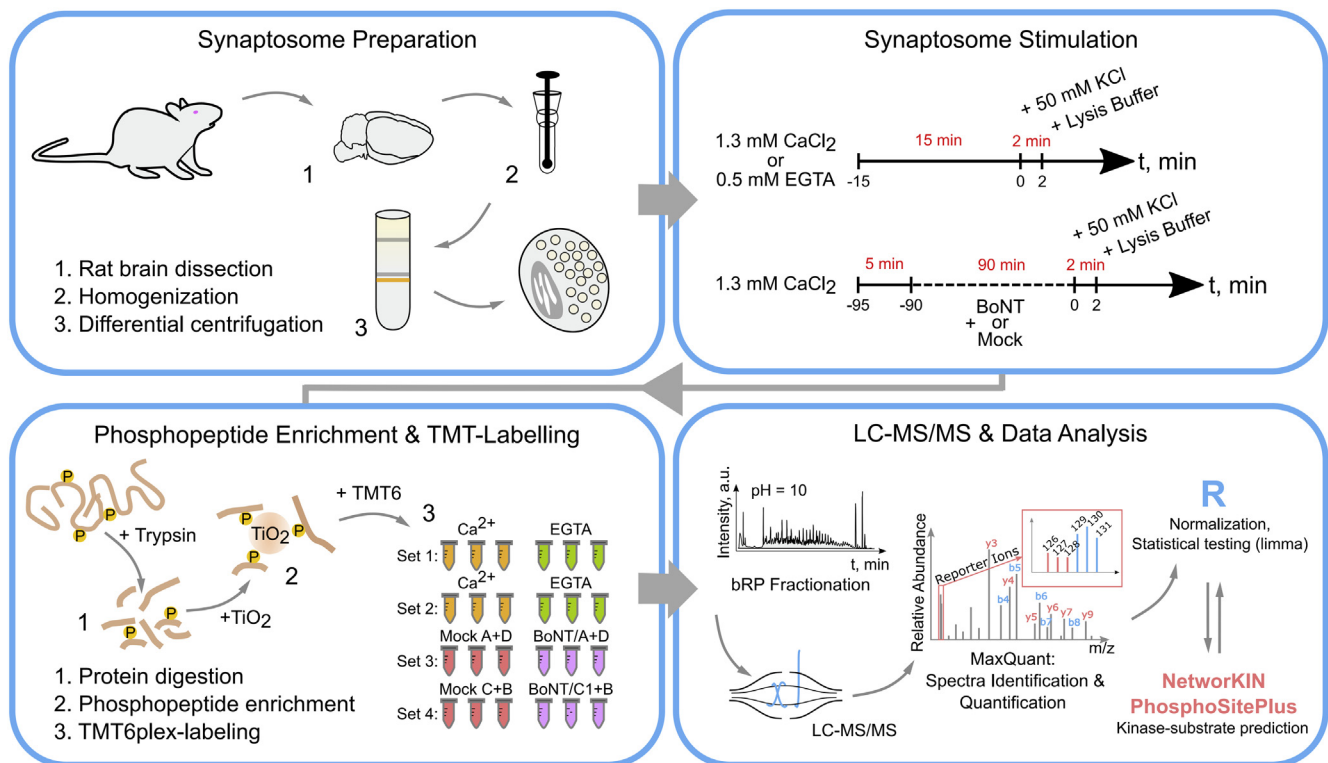 Synaptosome Preparation
1
2
3
1. Rat brain dissection
2. Homogenization
3. Differential centrifugation
Synaptosome Stimulation
+ 50 mM KCl
+ Lysis Buffer
1.3 mM CaCl2
or
0.5 mM EGTA
15 min
2 min
-15
0
2
t, min
+ 50 mM KCl
+ Lysis Buffer
1.3 mM CaCl2
5 min
90 min
2 min
-95
-90
0
2
t, min
+
BoNT
or
Mock
Phosphopeptide Enrichment & TMT-Labelling
P
P
P
P
+ Trypsin
1
P
P
P
+TiO2
P
P
P
TiO2
2
+ TMT6
3
Ca2+ EGTA
Set 1:
Ca2+ EGTA
Set 2:
Mock A+D BoNT/A+D
Set 3:
Mock C+B BoNT/C1+B
Set 4:
1. Protein digestion
2. Phosphopeptide enrichment
3. TMT6plex-labeling
LC-MS/MS & Data Analysis
Intensity, a.u.
pH = 10
t, min
bRP Fractionation
LC-MS/MS
Relative Abundance
Reporter Ions
126
127
128
129
130
131
y3
b4
y4
b5
y5
b6
b7
y6
y7
b8
y9
m/z
MaxQuant:
Spectra Identification &
Quantification
R
Normalization,
Statistical testing (limma)
NetworKIN
PhosphoSitePlus
Kinase-substrate prediction